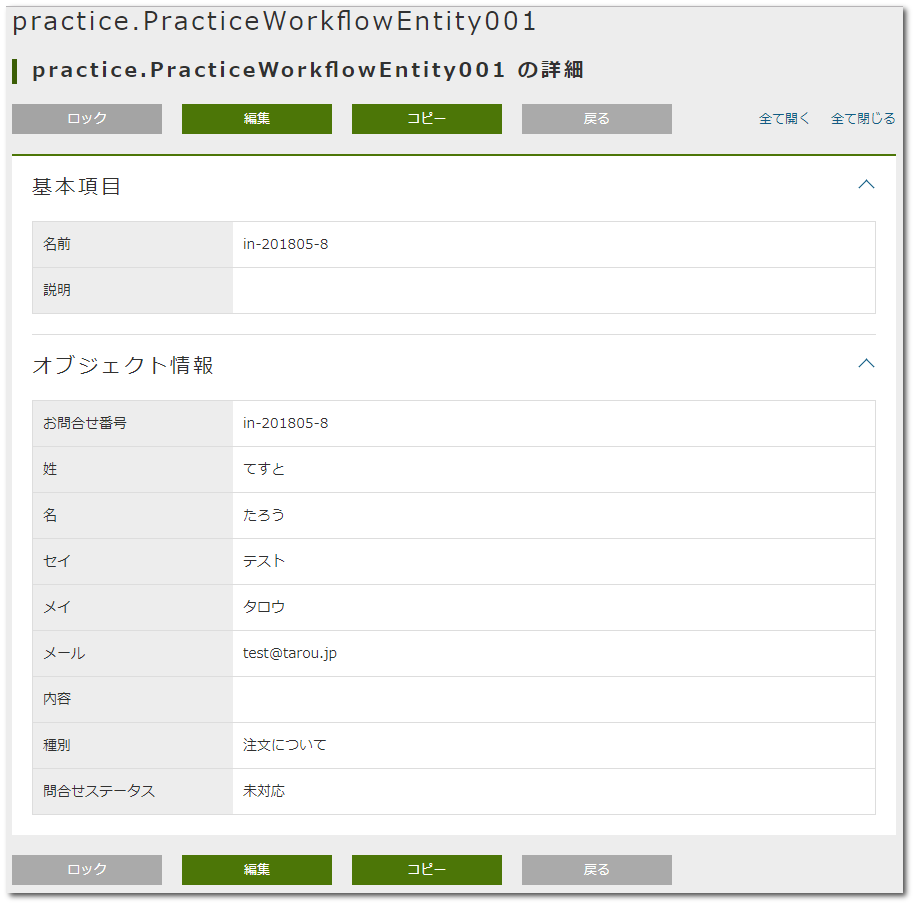 practice.PracticeWorkflowEntity001
practice.PracticeWorkflowEntity001 の詳細
ロック 編集 コピー 戻る 全て開く 全て閉じる
基本項目
名前 in-201805-8
説明
オブジェクト情報
お問合せ番号 in-201805-8
姓 てすと
名 たろう
セイ テスト
メイ タロウ
メール test@tarou.jp
内容
種別 注文について
問合せステータス 未対応
ロック 編集 コピー 戻る